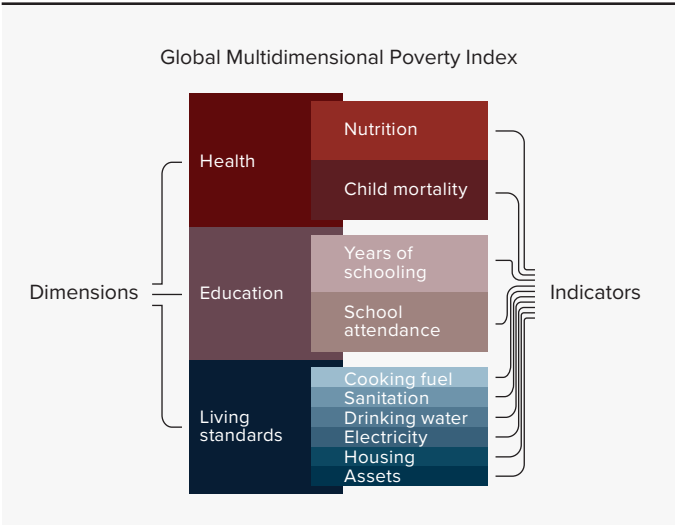 Global Multidimensional Poverty Index
Health
Nutrition
Child mortality
Dimensions
Education
Years of
schooling
School
attendance
Indicators
Living
standards
Cooking fuel
Sanitation
Drinking water
Electricity
Housing
Assets